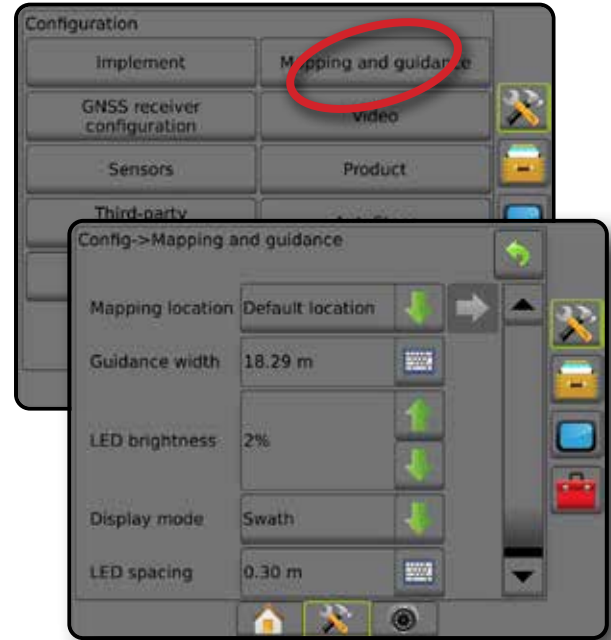 Configuration
Implement
Mapping and guidance
GNSS receiver
configuration
Video
Sensors
Product
Third-party
Config->Mapping and guidance
Mapping location
Default location
Guidance width
18.29 m
LED brightness
2%
Display mode
Swath
LED spacing
0.30 m